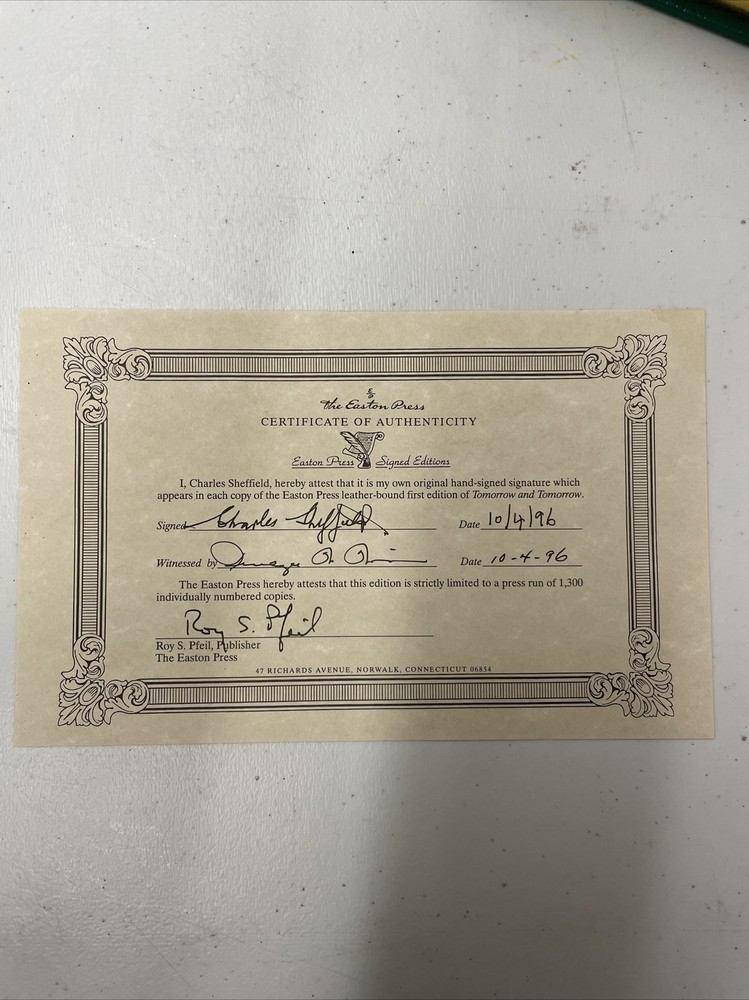 The Easton Press
CERTIFICATE OF AUTHENTICITY
Easton Press Signed Editions
I, Charles Sheffield, hereby attest that it is my own original hand-signed signature which
appears in each copy of the Easton Press leather-bound first edition of Tomorrow and Tomorrow.
Signed Charles Sheffield Date 10/4/96
Witnessed by Date 10-4-96
The Easton Press hereby attests that this edition is strictly limited to a press run of 1,300
individually numbered copies.
Roy S. Pfeil
Roy S. Pfeil, Publisher
The Easton Press
47 RICHARDS AVENUE, NORWALK, CONNECTICUT 06854